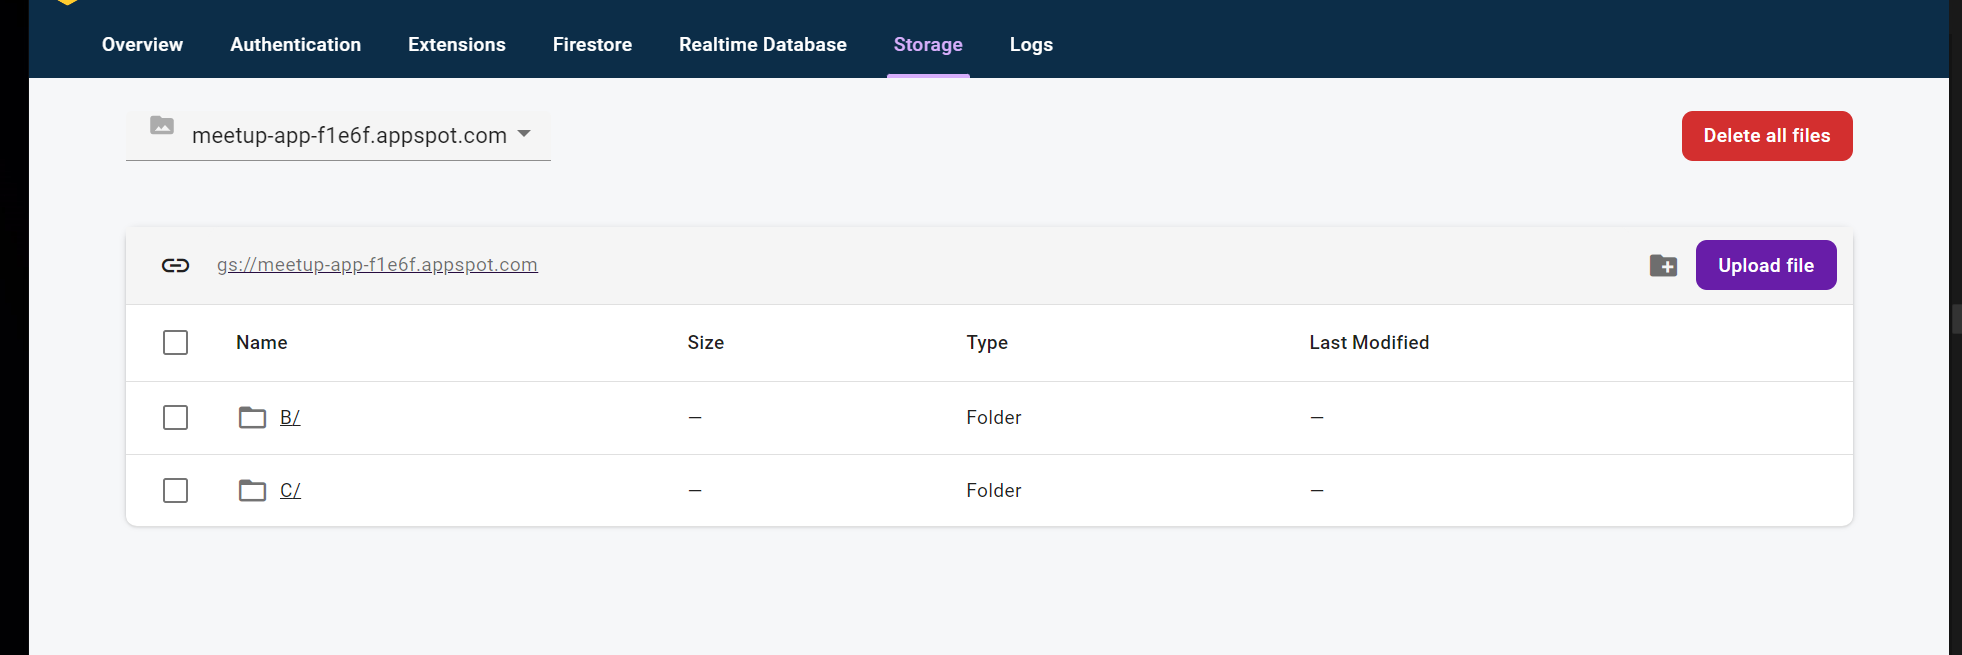 Overview Authentication Extensions Firestore Realtime Database Storage Logs
meetup-app-f1e6f.appspot.com
Delete all files
gs://meetup-app-f1e6f.appspot.com
Upload file
Name Size Type Last Modified
B/ — Folder —
C/ — Folder —